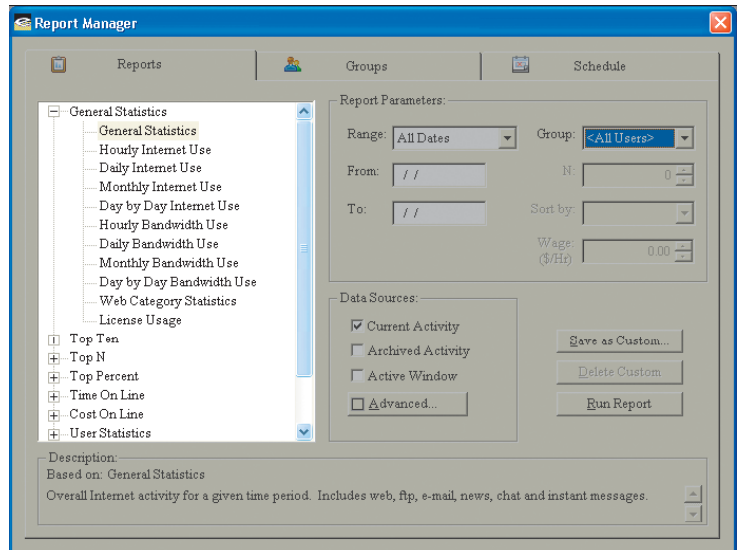 Report Manager
Reports
Groups
Schedule
General Statistics
General Statistics
Hourly Internet Use
Daily Internet Use
Monthly Internet Use
Day by Day Internet Use
Hourly Bandwidth Use
Daily Bandwidth Use
Monthly Bandwidth Use
Day by Day Bandwidth Use
Web Category Statistics
License Usage
Top Ten
Top N
Top Percent
Time On Line
Cost On Line
User Statistics
Report Parameters:
Range: All Dates
Group: <All Users>
From: / /
N: 0
To: / /
Sort by:
Wage: ($/Hr) 0.00
Data Sources:
Current Activity
Archived Activity
Active Window
Advanced...
Save as Custom...
Delete Custom
Run Report
Description:
Based on: General Statistics
Overall Internet activity for a given time period. Includes web, ftp, e-mail, news, chat and instant messages.